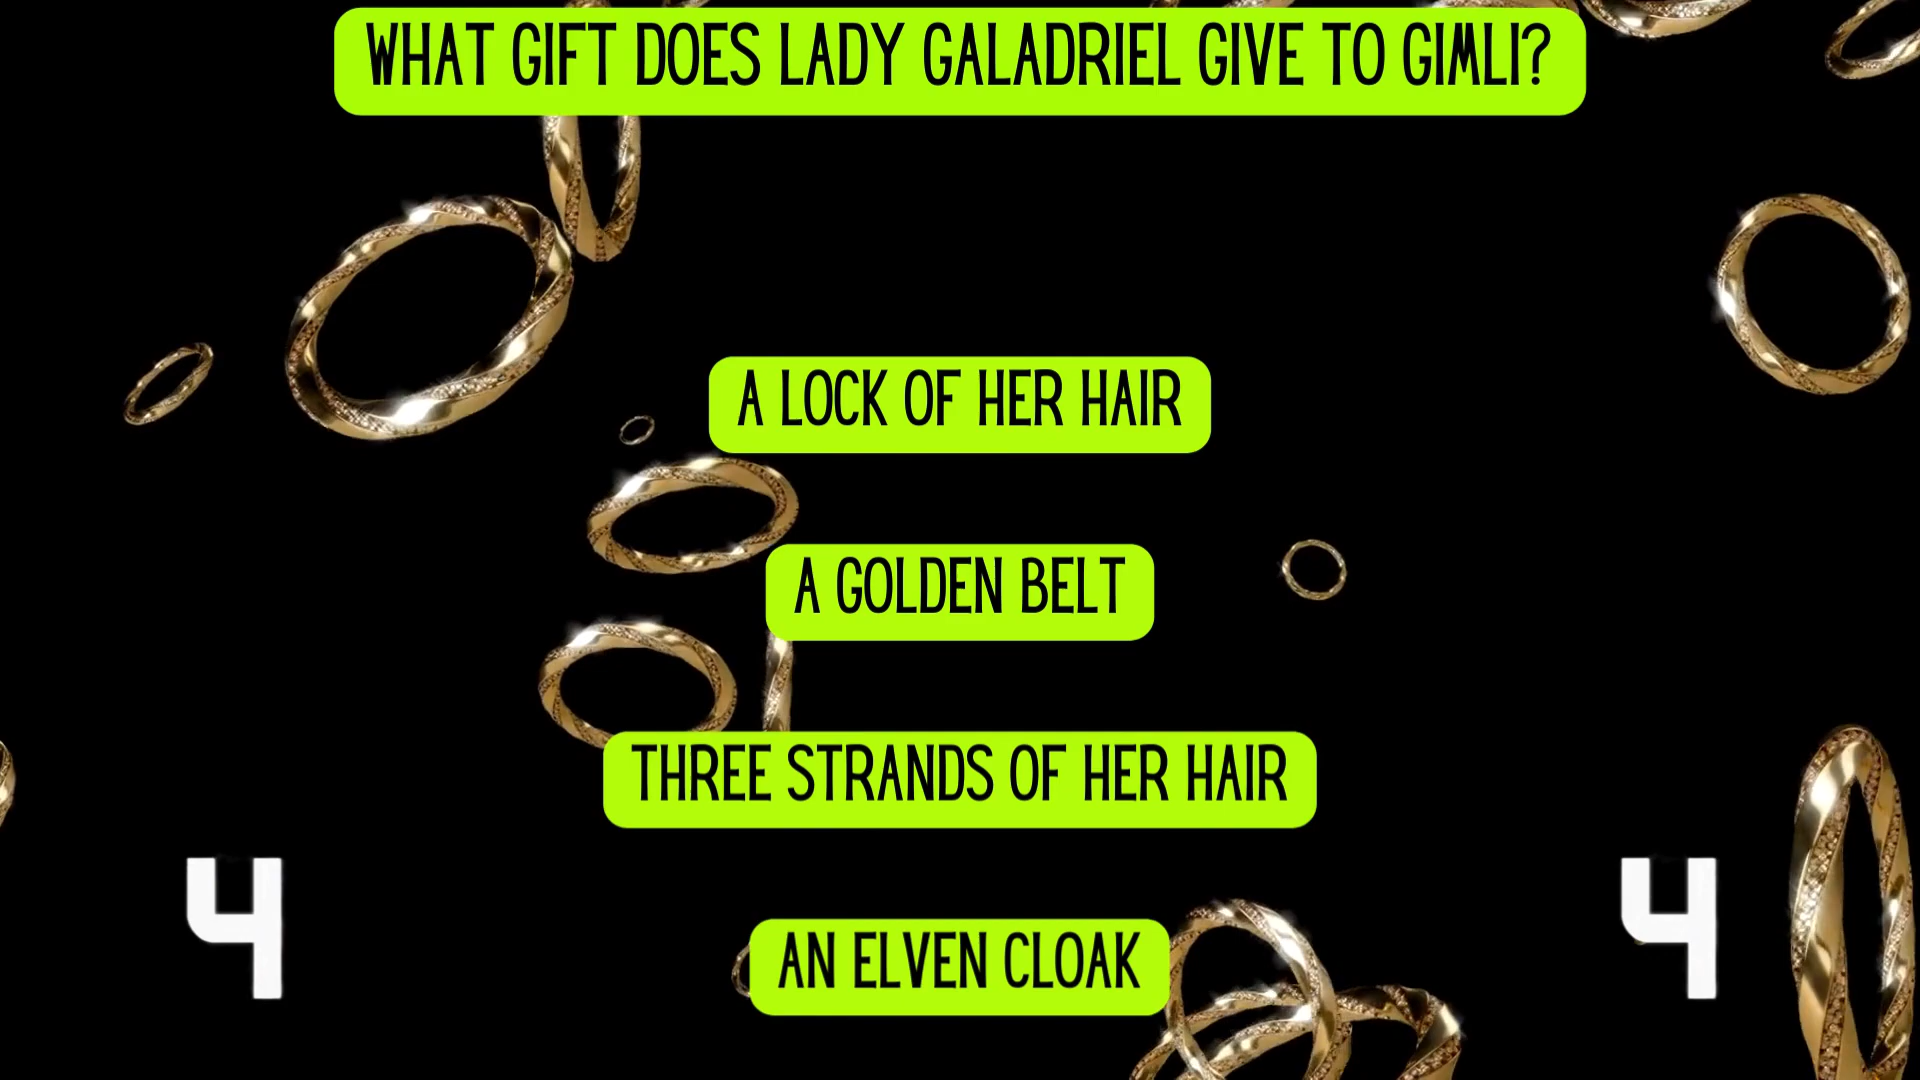 WHAT GIFT DOES LADY GALADRIEL GIVE TO GIMLI?
A LOCK OF HER HAIR
A GOLDEN BELT
THREE STRANDS OF HER HAIR
4 4
AN ELVEN CLOAK